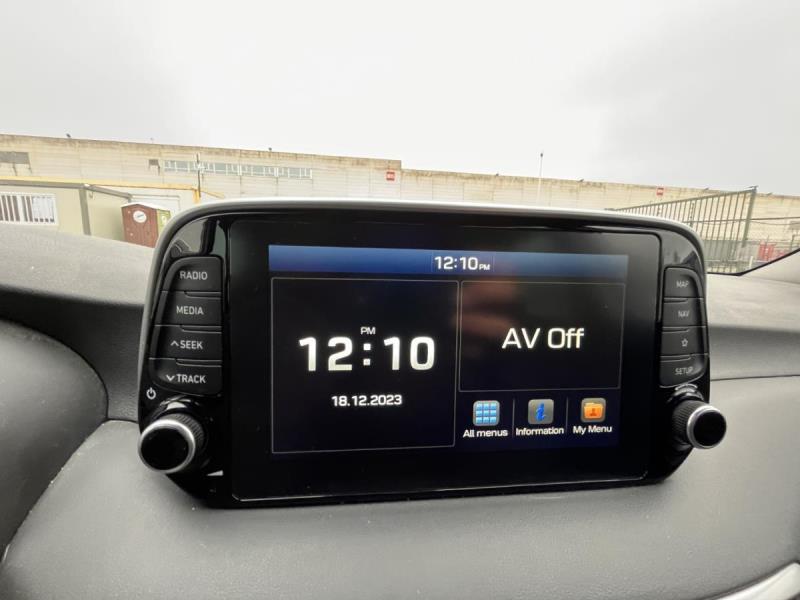 12:10 PM
RADIO
MEDIA
SEEK
TRACK
PM
12:10
18.12.2023
AV Off
All menus
Information
My Menu
MAP
NAV
SETUP